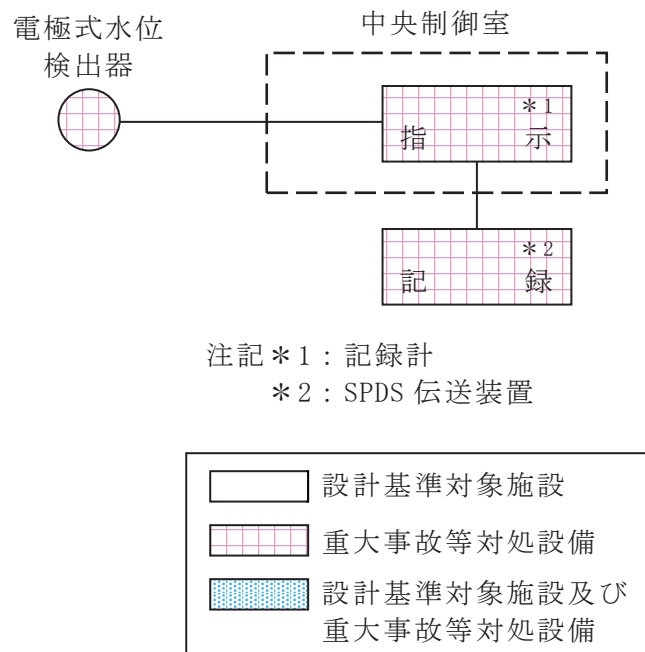 電極式水位
検出器
中央制御室
＊1
指示
＊2
記録
注記＊1：記録計
＊2：SPDS 伝送装置
設計基準対象施設
重大事故等対処設備
設計基準対象施設及び
重大事故等対処設備